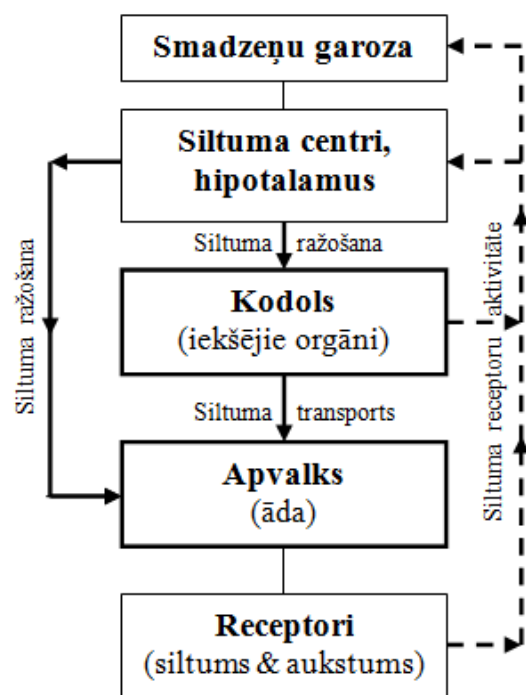 Smadzeņu garoza
Siltuma centri,
hipotalamus
Siltuma ražošana
Kodols
(iekšējie orgāni)
Siltuma transports
Apvalks
(āda)
Receptori
(siltums & aukstums)
Siltuma ražošana
Siltuma receptoru aktivitāte